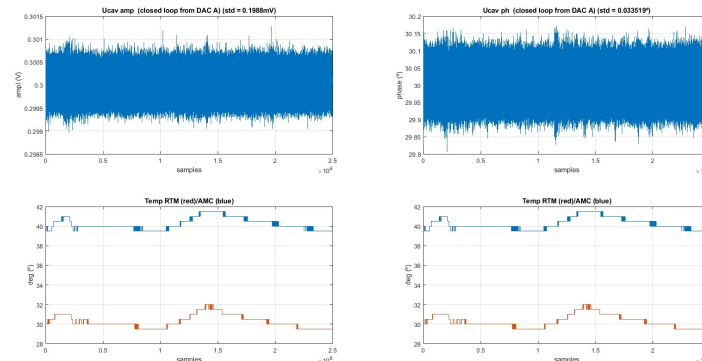 Ucav amp (closed loop from DAC A) (std = 0.1988mV)
0.3015
0.301
0.3005
0.3
0.2995
0.299
0.2985
ampl (V)
0 0.5 1 1.5 2 2.5
samples
×10⁶
Ucav ph (closed loop from DAC A) (std = 0.033519º)
30.2
30.15
30.1
30.05
30
29.95
29.9
29.85
29.8
phase (º)
0 0.5 1 1.5 2
samples
Temp RTM (red)/AMC (blue)
42
40
38
36
34
32
30
28
deg (º)
0 0.5 1 1.5 2 2.5
samples
×10⁶
Temp RTM (red)/AMC (blue)
42
40
38
36
34
32
30
28
deg (º)
0 0.5 1 1.5 2
samples